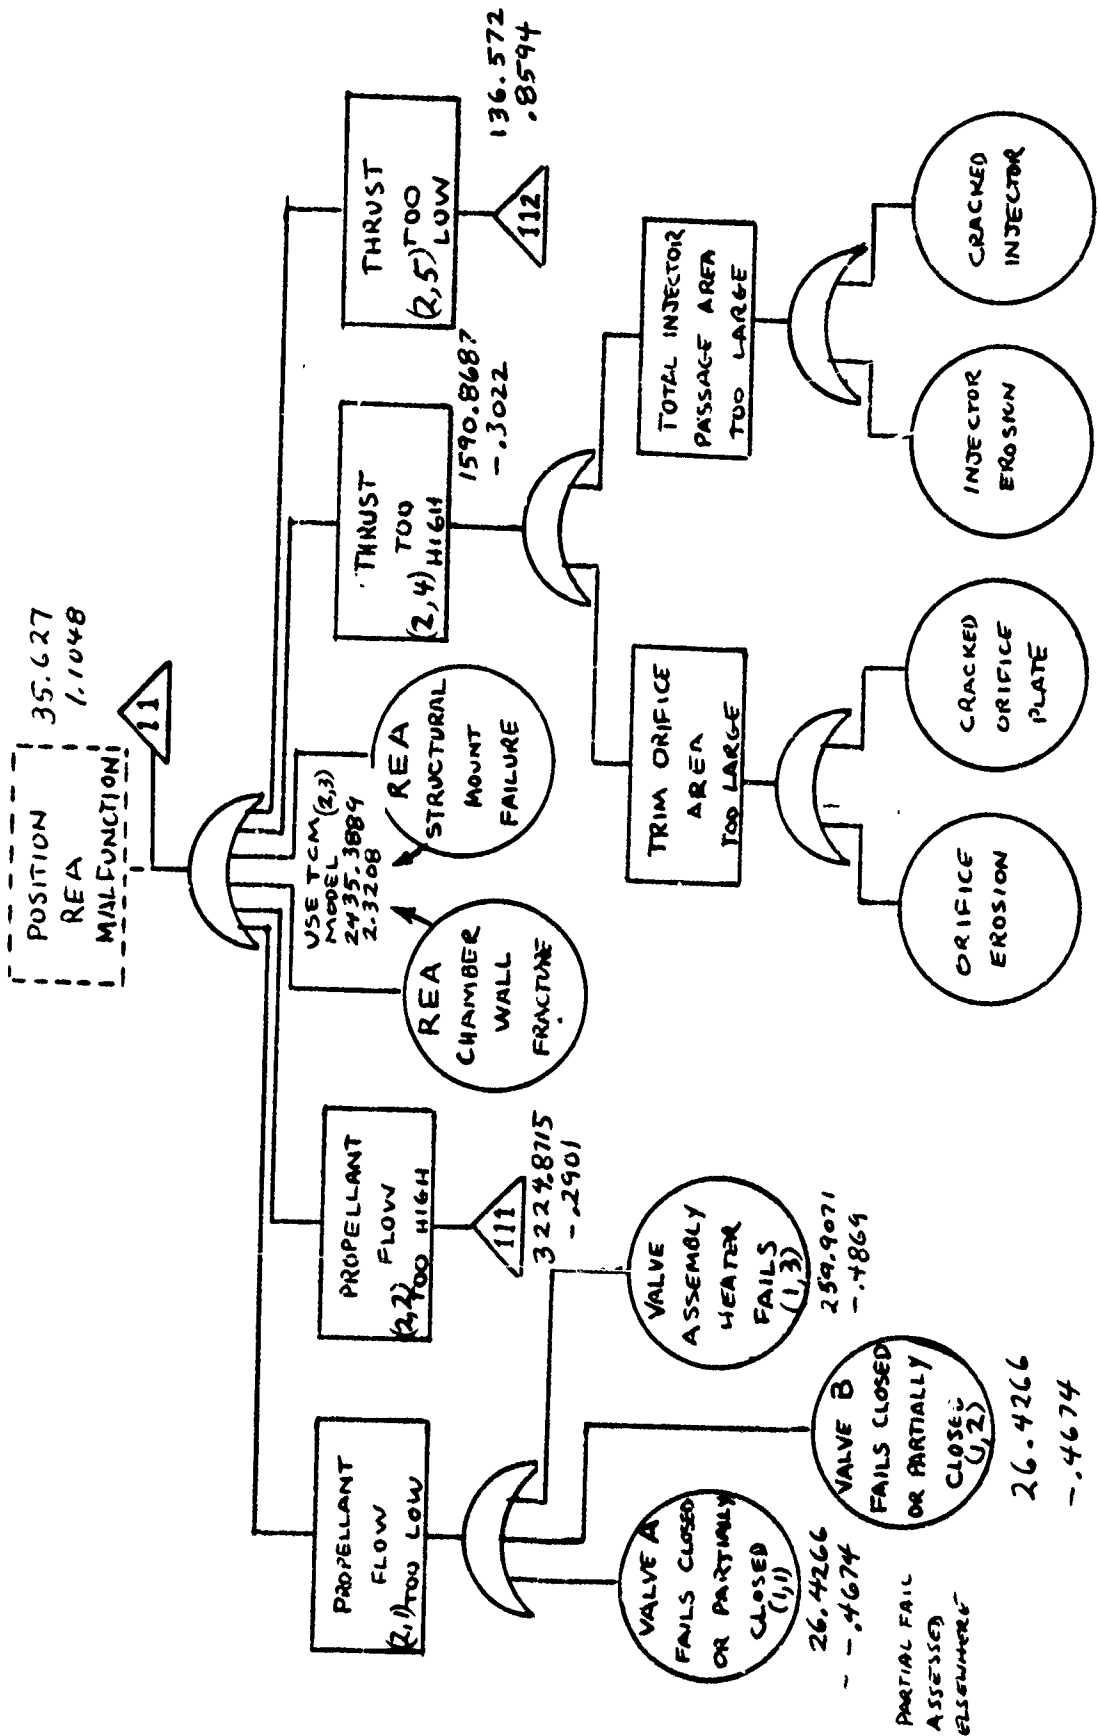 POSITION
REA
MALFUNCTION
35.627
1.1048
11
PROPELLANT
FLOW
(2,1) TOO LOW
PROPELLANT
FLOW
(2,2) TOO HIGH
111
3224.8715
-.2901
USE TCM (2,3)
MODEL
2435.3889
2.3208
REA
CHAMBER
WALL
FRACTURE
REA
STRUCTURAL
MOUNT
FAILURE
THRUST
TOO
(2,4) HIGH
1590.8687
-.3022
THRUST
(2,5) TOO
LOW
112
136.572
.8594
VALVE A
FAILS CLOSED
OR PARTIALLY
CLOSED
(1,1)
26.4266
-.4674
PARTIAL FAIL
ASSESSED
ELSEWHERE
VALVE B
FAILS CLOSED
OR PARTIALLY
CLOSED
(1,2)
26.4266
-.4674
VALVE
ASSEMBLY
HEATER
FAILS
(1,3)
259.9071
-.4869
TRIM ORIFICE
AREA
TOO LARGE
TOTAL INJECTOR
PASSAGE AREA
TOO LARGE
ORIFICE
EROSION
CRACKED
ORIFICE
PLATE
INJECTOR
EROSION
CRACKED
INJECTOR